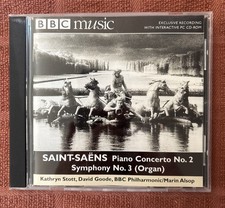 BBC music
EXCLUSIVE RECORDING
WITH INTERACTIVE PC CD-ROM
SAINT-SAËNS Piano Concerto No. 2
Symphony No. 3 (Organ)
Kathryn Stott, David Goode, BBC Philharmonic/Marin Alsop